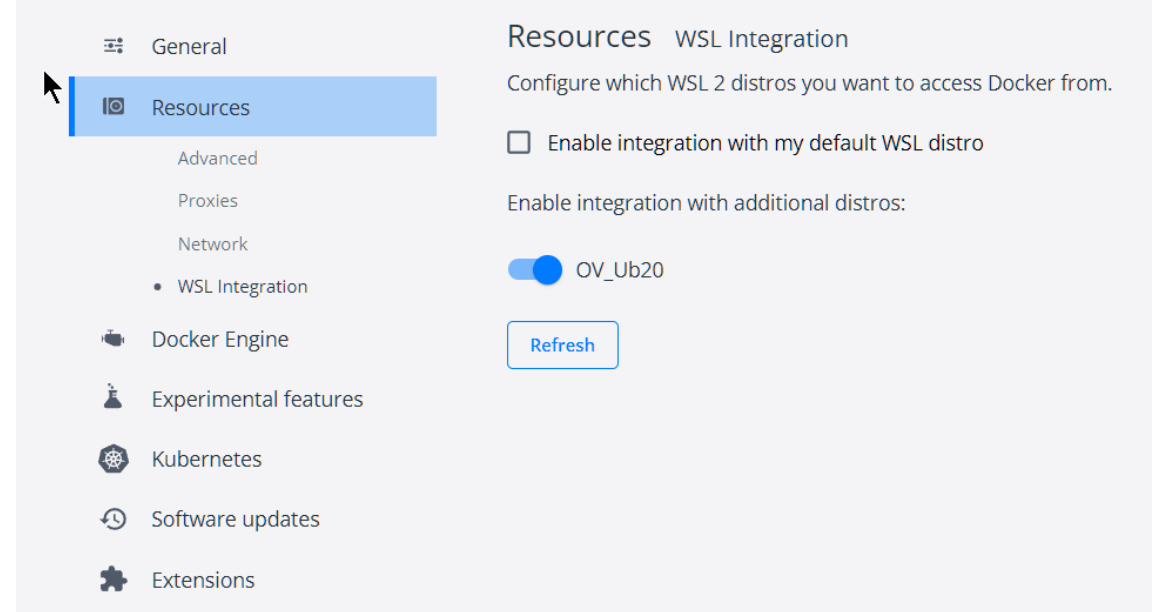 General
Resources
Advanced
Proxies
Network
WSL Integration
Docker Engine
Experimental features
Kubernetes
Software updates
Extensions
Resources WSL Integration
Configure which WSL 2 distros you want to access Docker from.
Enable integration with my default WSL distro
Enable integration with additional distros:
OV_Ub20
Refresh